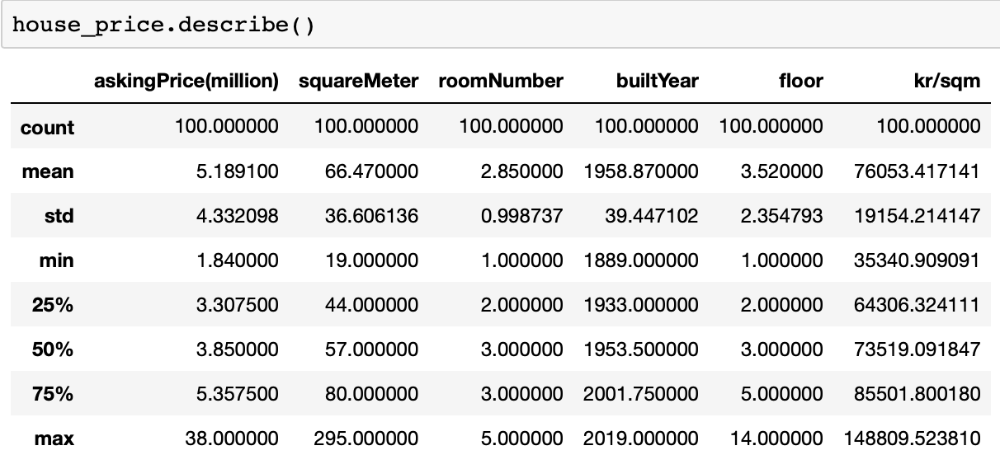 house_price.describe()
askingPrice(million) squareMeter roomNumber builtYear floor kr/sqm
count 100.000000 100.000000 100.000000 100.000000 100.000000 100.000000
mean 5.189100 66.470000 2.850000 1958.870000 3.520000 76053.417141
std 4.332098 36.606136 0.998737 39.447102 2.354793 19154.214147
min 1.840000 19.000000 1.000000 1889.000000 1.000000 35340.909091
25% 3.307500 44.000000 2.000000 1933.000000 2.000000 64306.324111
50% 3.850000 57.000000 3.000000 1953.500000 3.000000 73519.091847
75% 5.357500 80.000000 3.000000 2001.750000 5.000000 85501.800180
max 38.000000 295.000000 5.000000 2019.000000 14.000000 148809.523810